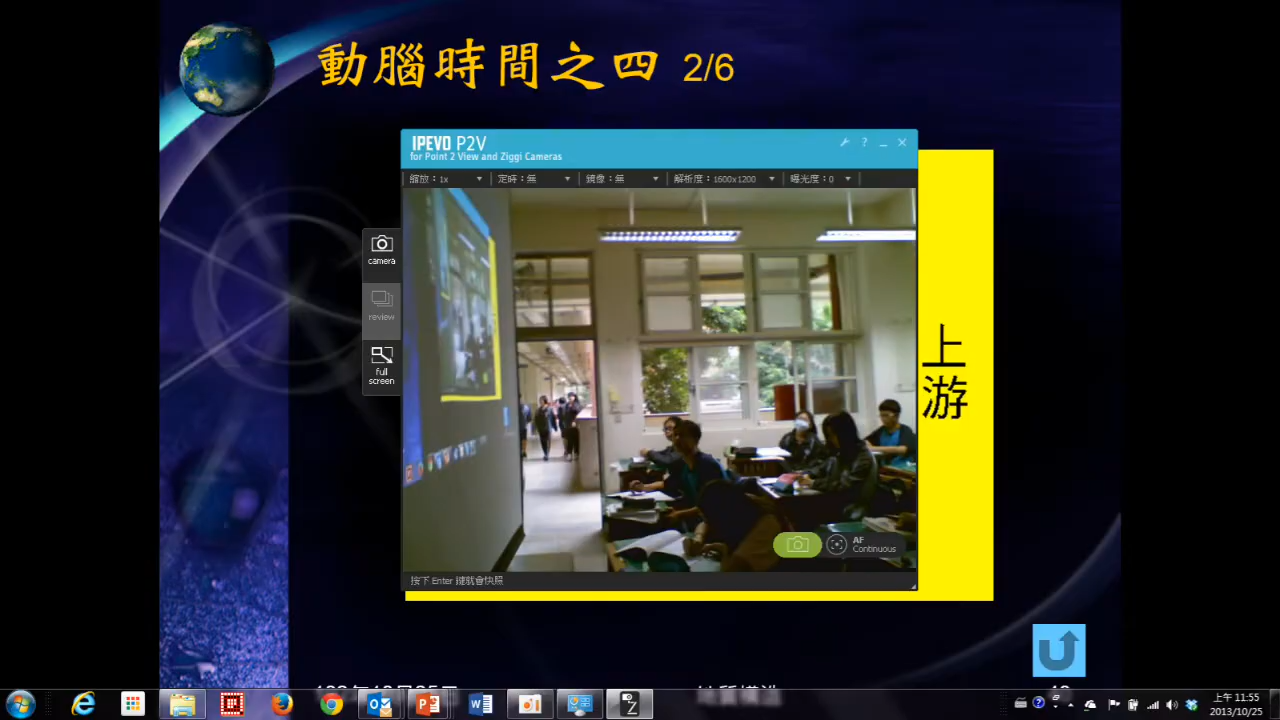 動腦時間之四 2/6
IPEVO P2V
for Point 2 View and Ziggi Cameras
縮放：1x 定時：無 鏡像：無 解析度：1600x1200 曝光度：0
camera
review
full
screen
上
游
AF
Continuous
按下 Enter 鍵就會快照
上午 11:55
2013/10/25